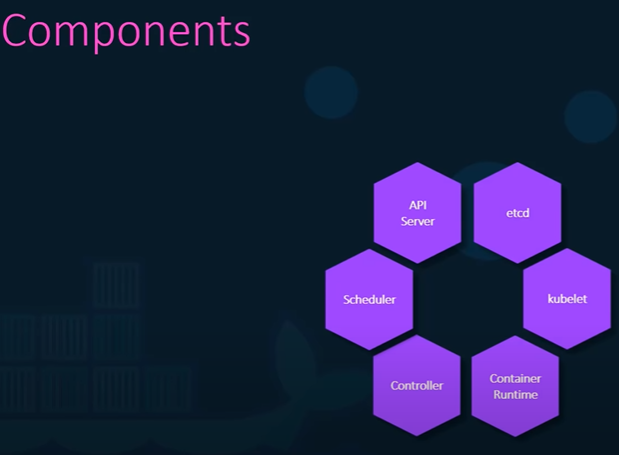 Components
API
Server
etcd
Scheduler
kubelet
Controller
Container
Runtime